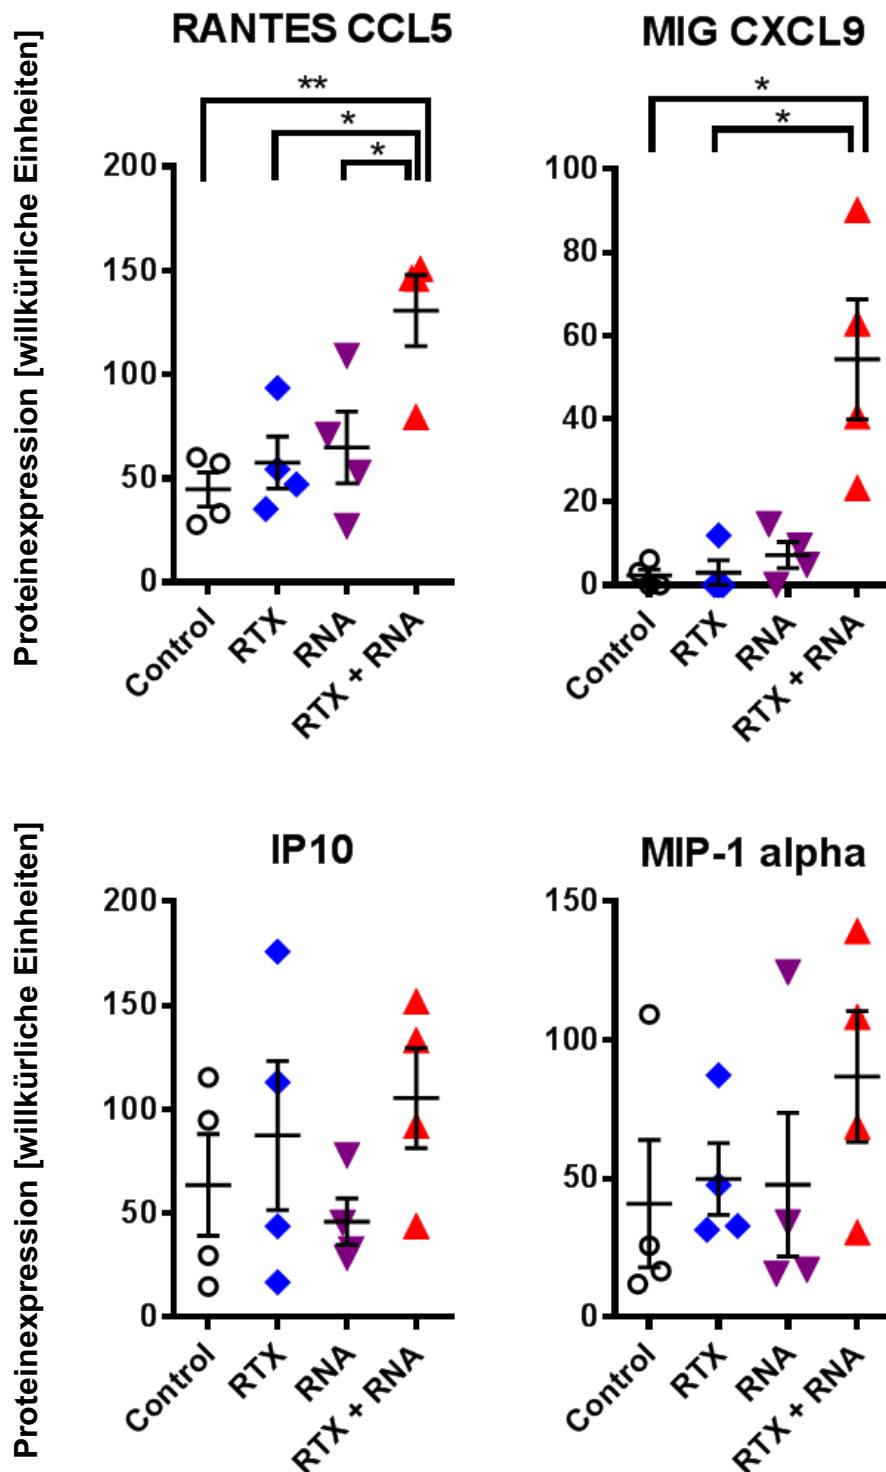 RANTES CCL5
MIG CXCL9
Proteinexpression [willkürliche Einheiten]
**
*
*
200
150
100
50
0
Control
RTX
RNA
RTX + RNA
*
*
100
80
60
40
20
0
Control
RTX
RNA
RTX + RNA
IP10
MIP-1 alpha
Proteinexpression [willkürliche Einheiten]
200
150
100
50
0
Control
RTX
RNA
RTX + RNA
150
100
50
0
Control
RTX
RNA
RTX + RNA